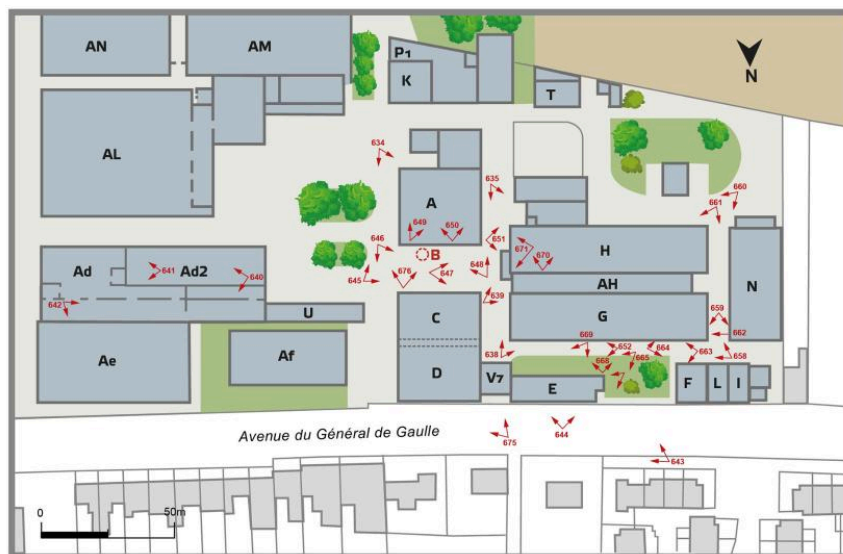 AN
AM
P1
K
T
N
AL
634
A
635
660
661
649
650
651
646
B
H
671
670
Ad
Ad2
641
640
645
676
647
648
AH
N
642
U
C
639
G
659
662
Ae
Af
638
669
652
665
664
663
658
668
D
V7
E
F
L
I
Avenue du Général de Gaulle
675
644
643
0
50m